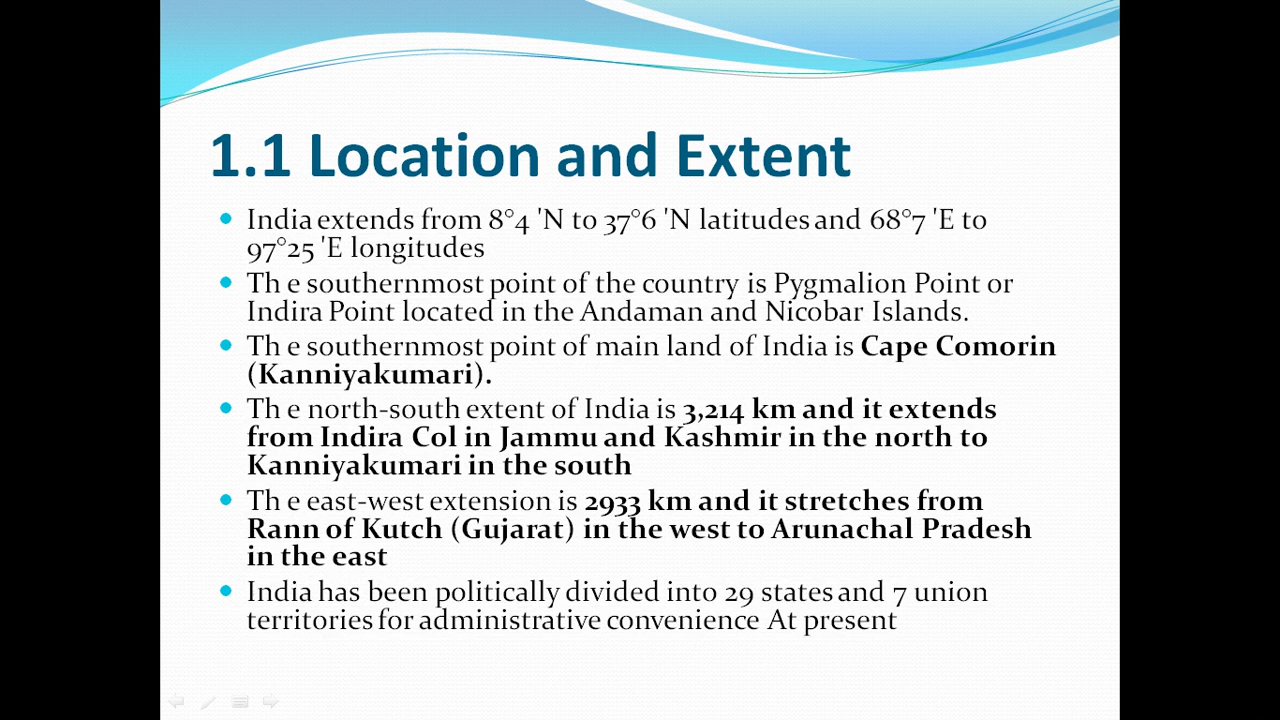 1.1 Location and Extent
India extends from 8°4 'N to 37°6 'N latitudes and 68°7 'E to
97°25 'E longitudes
Th e southernmost point of the country is Pygmalion Point or
Indira Point located in the Andaman and Nicobar Islands.
Th e southernmost point of main land of India is Cape Comorin
(Kanniyakumari).
Th e north-south extent of India is 3,214 km and it extends
from Indira Col in Jammu and Kashmir in the north to
Kanniyakumari in the south
Th e east-west extension is 2933 km and it stretches from
Rann of Kutch (Gujarat) in the west to Arunachal Pradesh
in the east
India has been politically divided into 29 states and 7 union
territories for administrative convenience At present